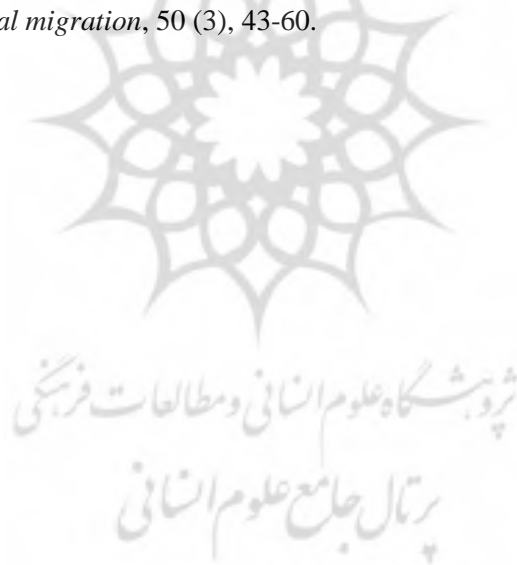 al migration, 50 (3), 43-60.
پژوهشگاه علوم انسانی و مطالعات فرهنگی
پرتال جامع علوم انسانی